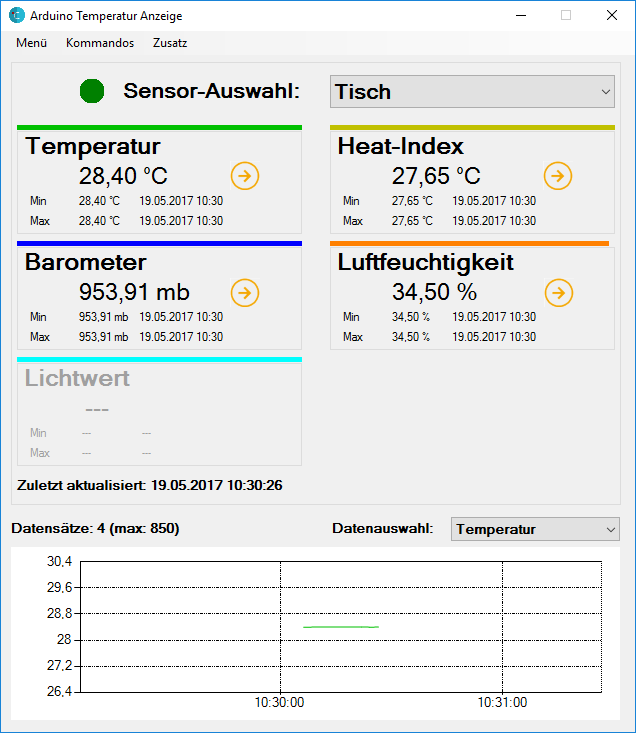 Arduino Temperatur Anzeige
Menü Kommandos Zusatz
Sensor-Auswahl: Tisch
Temperatur
28,40 °C
Min 28,40 °C 19.05.2017 10:30
Max 28,40 °C 19.05.2017 10:30
Heat-Index
27,65 °C
Min 27,65 °C 19.05.2017 10:30
Max 27,65 °C 19.05.2017 10:30
Barometer
953,91 mb
Min 953,91 mb 19.05.2017 10:30
Max 953,91 mb 19.05.2017 10:30
Luftfeuchtigkeit
34,50 %
Min 34,50 % 19.05.2017 10:30
Max 34,50 % 19.05.2017 10:30
Lichtwert
---
Min --- ---
Max --- ---
Zuletzt aktualisiert: 19.05.2017 10:30:26
Datensätze: 4 (max: 850)
Datenauswahl: Temperatur
30,4
29,6
28,8
28
27,2
26,4
10:30:00 10:31:00